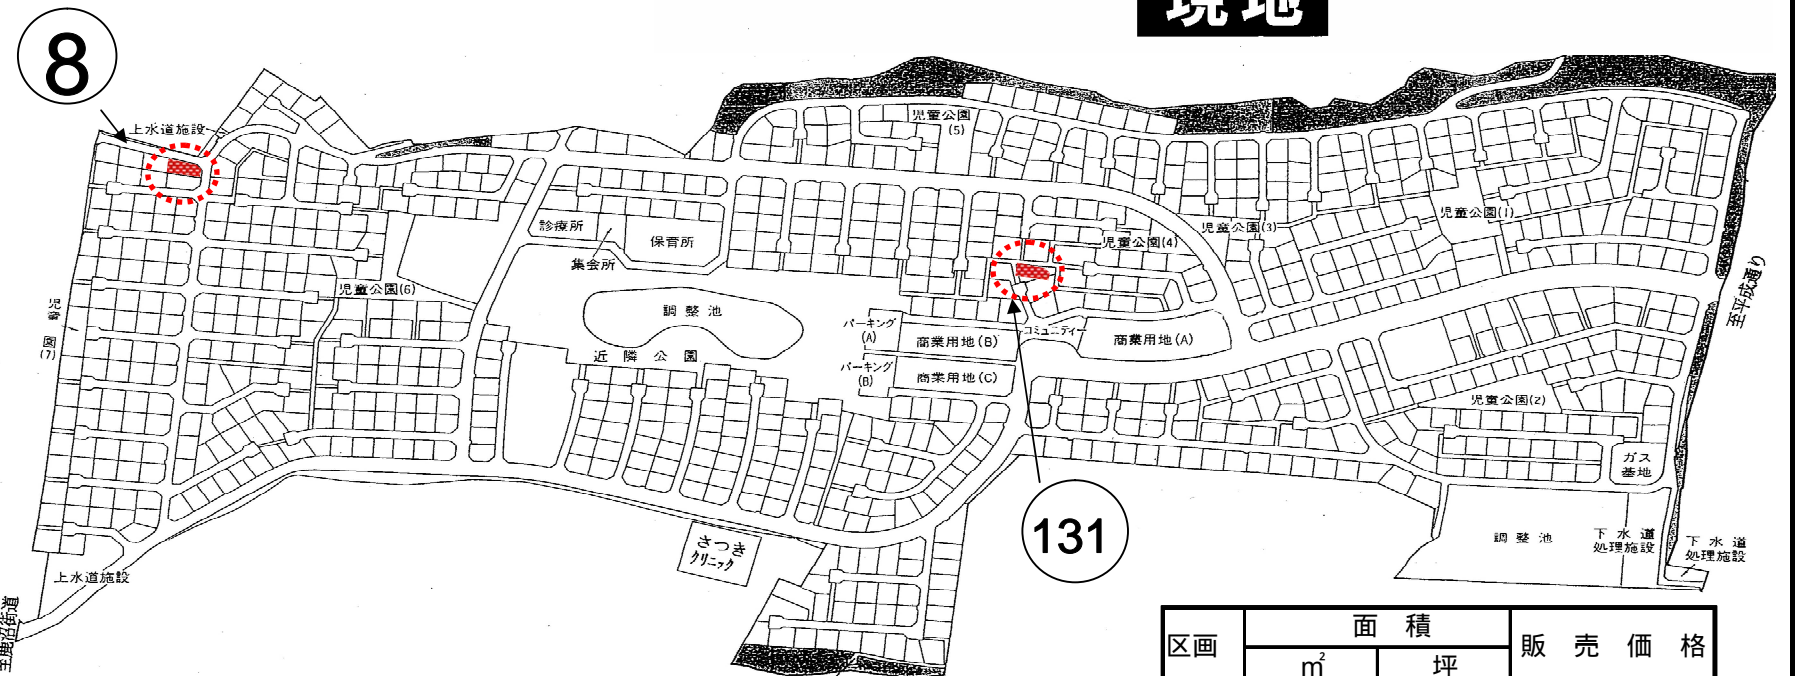 現地
8
上水道施設
児童公園
(5)
児童公園(1)
児童公園(3)
児童公園(4)
診療所
保育所
集会所
児童公園(6)
調整池
パーキング
(A)
商業用地(B)
コミュニティー
商業用地(A)
至平成通り
児童
園
(7)
近隣公園
パーキング
(B)
商業用地(C)
児童公園(2)
ガス
基地
131
さつき
クリニック
調整池
下水道
処理施設
下水道
処理施設
上水道施設
至鹿沼街道
区画
面積
販売価格
㎡
坪